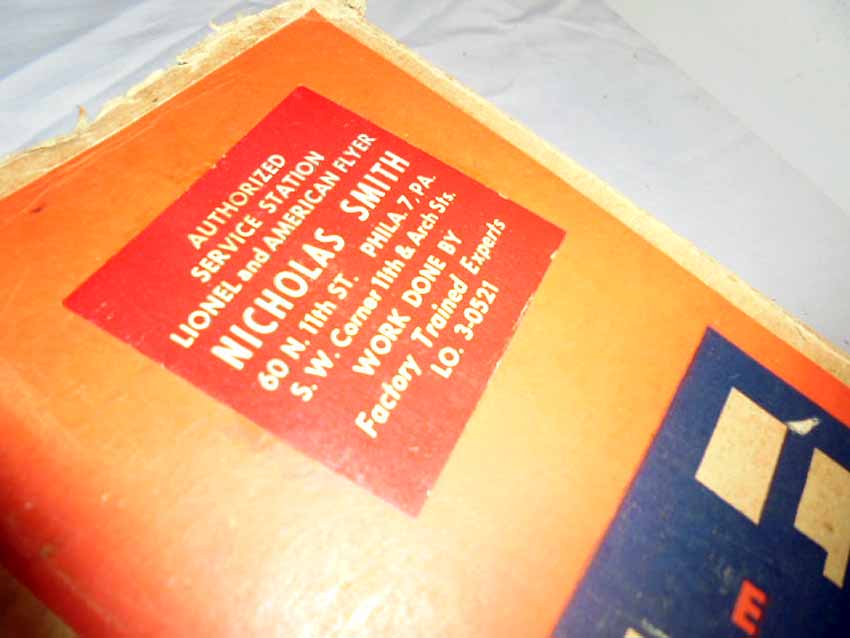 AUTHORIZED
SERVICE STATION
LIONEL and AMERICAN FLYER
NICHOLAS SMITH
60 N. 11th ST. PHILA. 7, PA.
S. W. Corner 11th & Arch Sts.
WORK DONE BY
Factory Trained Experts
LO. 3-0521
E